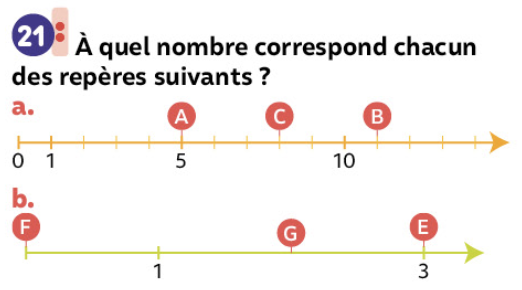 21 À quel nombre correspond chacun
des repères suivants ?
a.
A C B
0 1 5 10
b.
F G E
1 3